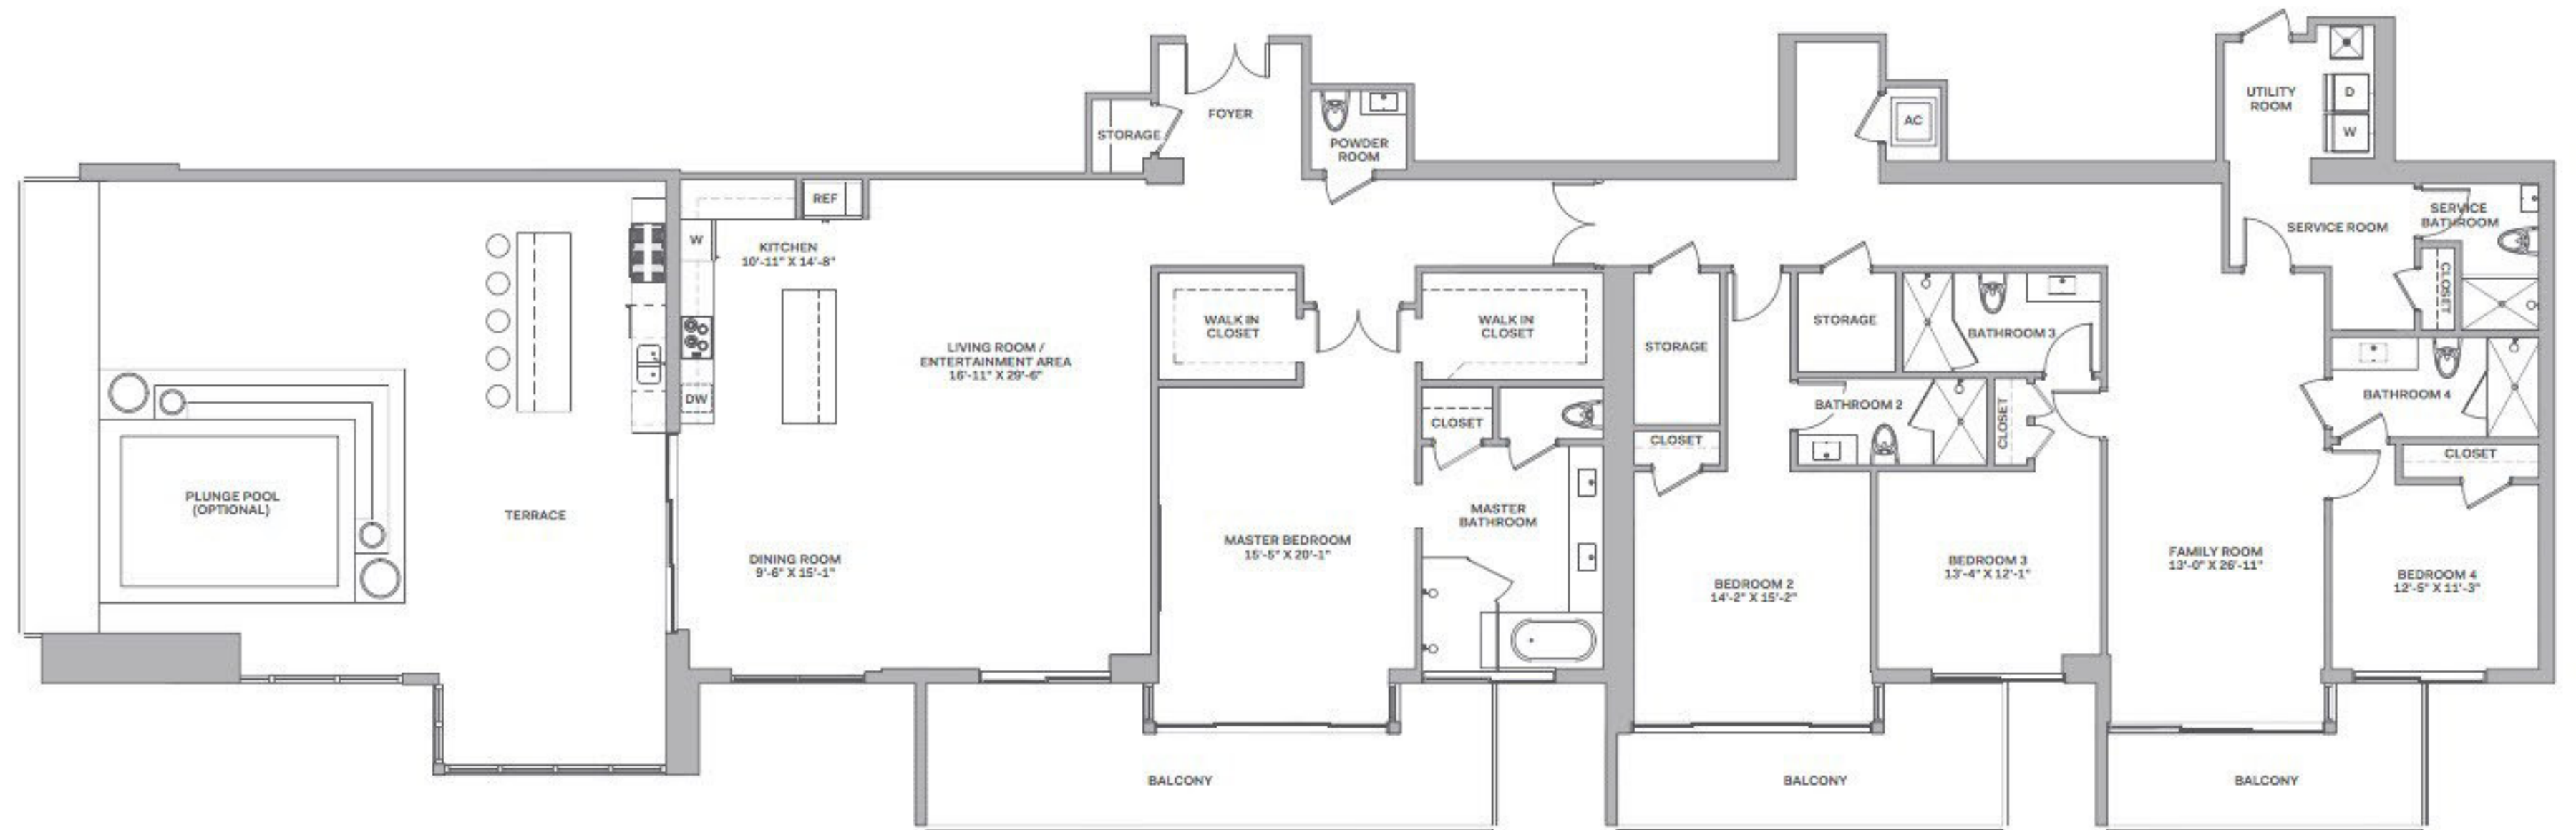 FOYER
STORAGE
POWDER
ROOM
AC
UTILITY
ROOM
D
W
REF
W
KITCHEN
10'-11" X 14'-8"
DW
LIVING ROOM /
ENTERTAINMENT AREA
16'-11" X 29'-6"
WALK IN
CLOSET
WALK IN
CLOSET
STORAGE
STORAGE
BATHROOM 3
SERVICE ROOM
SERVICE
BATHROOM
CLOSET
CLOSET
CLOSET
BATHROOM 2
CLOSET
BATHROOM 4
CLOSET
PLUNGE POOL
(OPTIONAL)
TERRACE
DINING ROOM
9'-6" X 15'-1"
MASTER BEDROOM
15'-5" X 20'-1"
MASTER
BATHROOM
BEDROOM 2
14'-2" X 15'-2"
BEDROOM 3
13'-4" X 12'-1"
FAMILY ROOM
13'-0" X 26'-11"
BEDROOM 4
12'-5" X 11'-3"
BALCONY
BALCONY
BALCONY